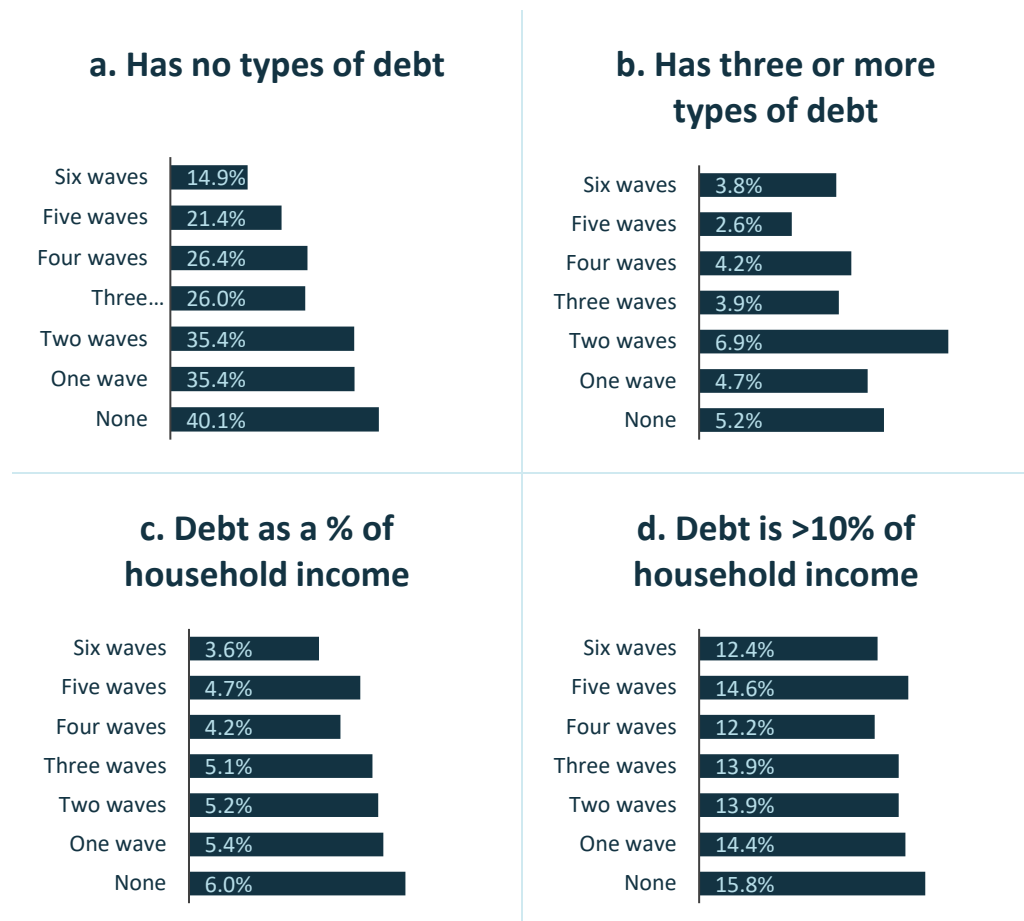 a. Has no types of debt
Six waves 14.9%
Five waves 21.4%
Four waves 26.4%
Three... 26.0%
Two waves 35.4%
One wave 35.4%
None 40.1%
b. Has three or more
types of debt
Six waves 3.8%
Five waves 2.6%
Four waves 4.2%
Three waves 3.9%
Two waves 6.9%
One wave 4.7%
None 5.2%
c. Debt as a % of
household income
Six waves 3.6%
Five waves 4.7%
Four waves 4.2%
Three waves 5.1%
Two waves 5.2%
One wave 5.4%
None 6.0%
d. Debt is >10% of
household income
Six waves 12.4%
Five waves 14.6%
Four waves 12.2%
Three waves 13.9%
Two waves 13.9%
One wave 14.4%
None 15.8%